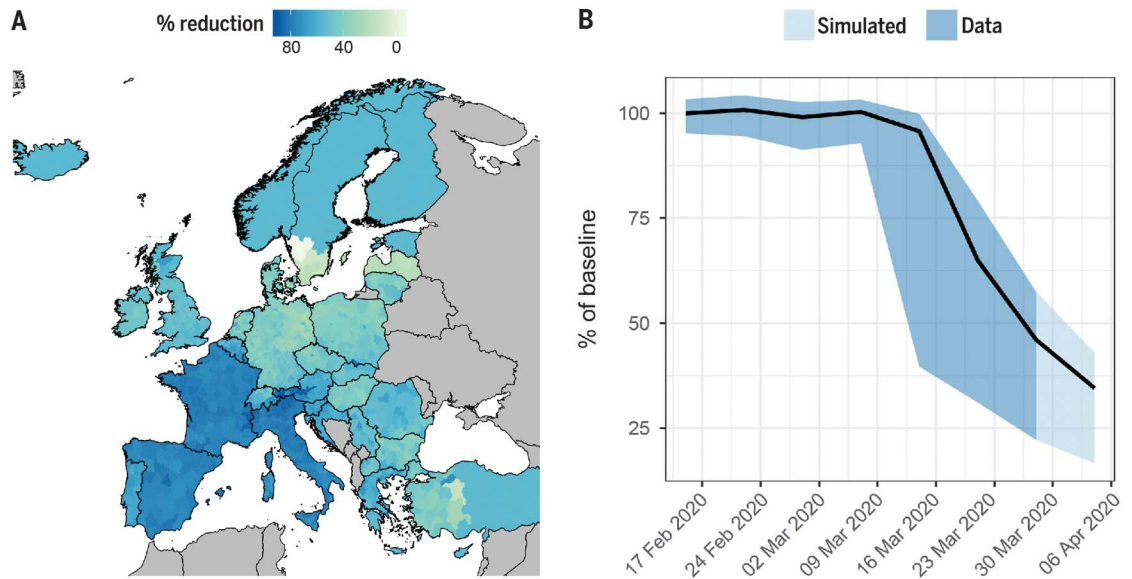 A
% reduction
80 40 0
B
Simulated Data
% of baseline
100
75
50
25
17 Feb 2020
24 Feb 2020
02 Mar 2020
09 Mar 2020
16 Mar 2020
23 Mar 2020
30 Mar 2020
06 Apr 2020